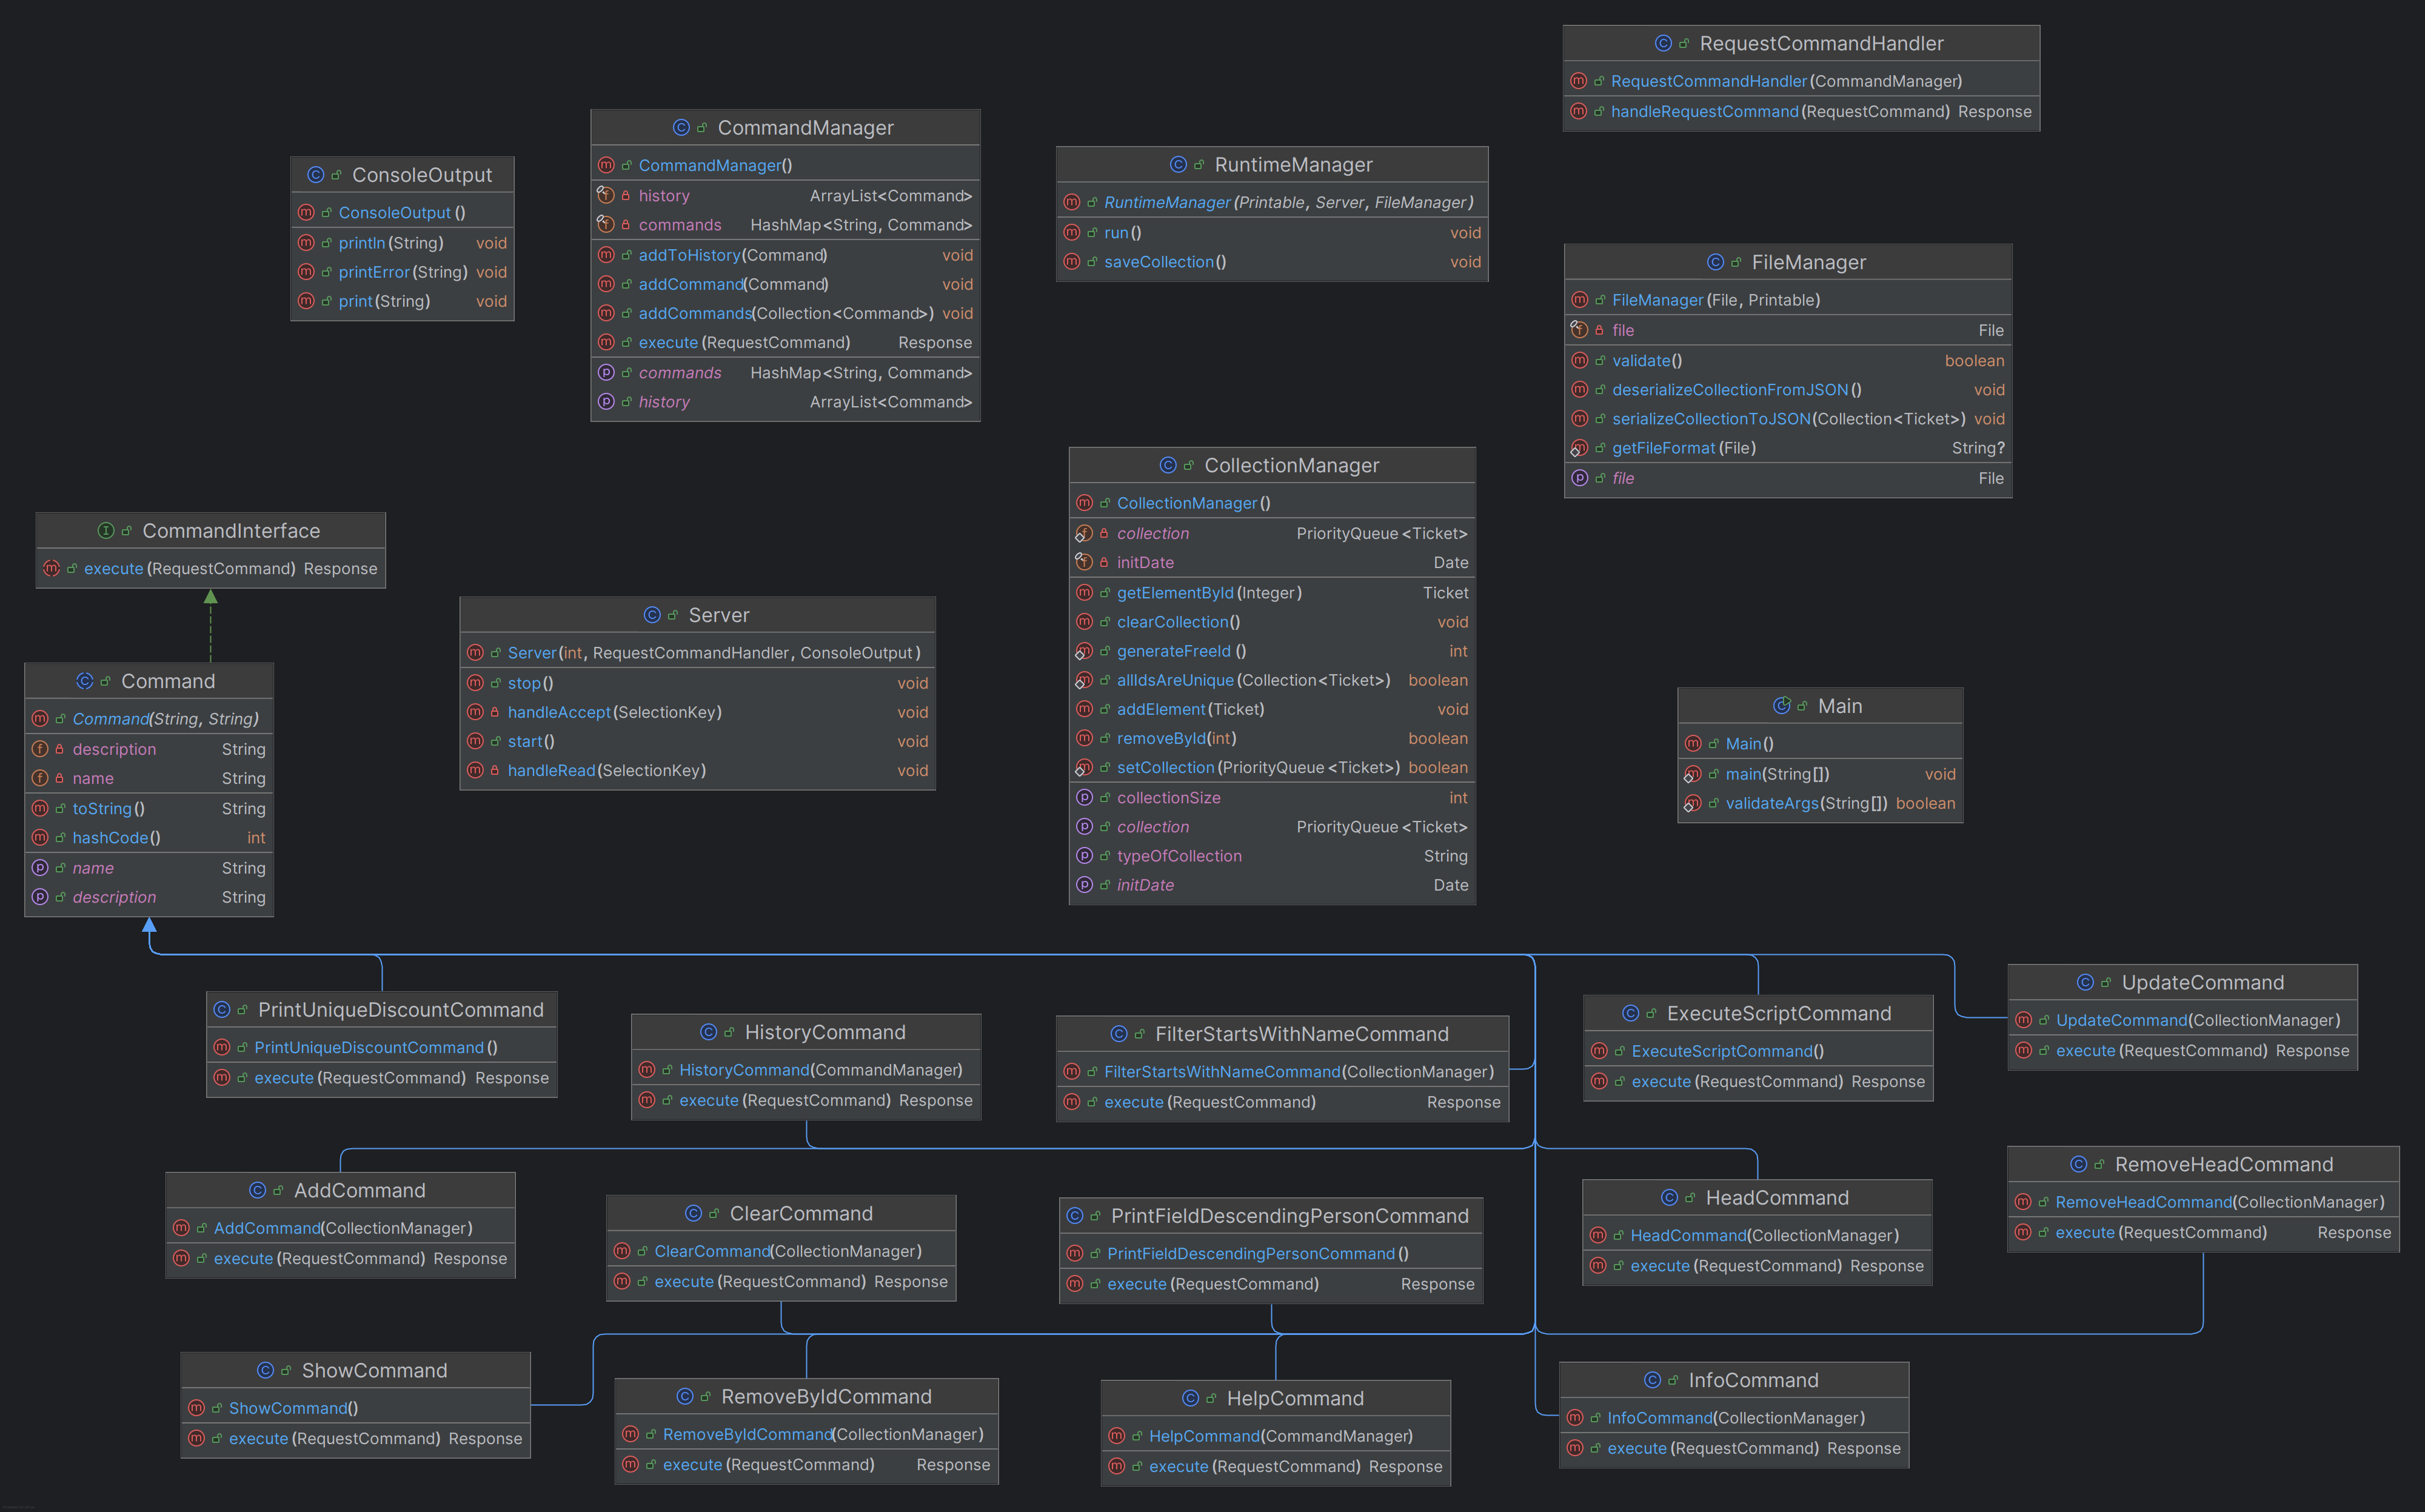 RequestCommandHandler
RequestCommandHandler(CommandManager)
handleRequestCommand(RequestCommand) Response
CommandManager
CommandManager()
history ArrayList<Command>
commands HashMap<String, Command>
addToHistory(Command) void
addCommand(Command) void
addCommands(Collection<Command>) void
execute(RequestCommand) Response
commands HashMap<String, Command>
history ArrayList<Command>
ConsoleOutput
ConsoleOutput()
println(String) void
printError(String) void
print(String) void
RuntimeManager
RuntimeManager(Printable, Server, FileManager)
run() void
saveCollection() void
FileManager
FileManager(File, Printable)
file File
validate() boolean
deserializeCollectionFromJSON() void
serializeCollectionToJSON(Collection<Ticket>) void
getFileFormat(File) String?
file File
CollectionManager
CollectionManager()
collection PriorityQueue<Ticket>
initDate Date
getElementById(Integer) Ticket
clearCollection() void
generateFreeId() int
allIdsAreUnique(Collection<Ticket>) boolean
addElement(Ticket) void
removeById(int) boolean
setCollection(PriorityQueue<Ticket>) boolean
collectionSize int
collection PriorityQueue<Ticket>
typeOfCollection String
initDate Date
CommandInterface
execute(RequestCommand) Response
Server
Server(int, RequestCommandHandler, ConsoleOutput)
stop() void
handleAccept(SelectionKey) void
start() void
handleRead(SelectionKey) void
Command
Command(String, String)
description String
name String
toString() String
hashCode() int
name String
description String
Main
Main()
main(String[]) void
validateArgs(String[]) boolean
PrintUniqueDiscountCommand
PrintUniqueDiscountCommand()
execute(RequestCommand) Response
HistoryCommand
HistoryCommand(CommandManager)
execute(RequestCommand) Response
FilterStartsWithNameCommand
FilterStartsWithNameCommand(CollectionManager)
execute(RequestCommand) Response
ExecuteScriptCommand
ExecuteScriptCommand()
execute(RequestCommand) Response
UpdateCommand
UpdateCommand(CollectionManager)
execute(RequestCommand) Response
AddCommand
AddCommand(CollectionManager)
execute(RequestCommand) Response
ClearCommand
ClearCommand(CollectionManager)
execute(RequestCommand) Response
PrintFieldDescendingPersonCommand
PrintFieldDescendingPersonCommand()
execute(RequestCommand) Response
HeadCommand
HeadCommand(CollectionManager)
execute(RequestCommand) Response
RemoveHeadCommand
RemoveHeadCommand(CollectionManager)
execute(RequestCommand) Response
ShowCommand
ShowCommand()
execute(RequestCommand) Response
RemoveByIdCommand
RemoveByIdCommand(CollectionManager)
execute(RequestCommand) Response
HelpCommand
HelpCommand(CommandManager)
execute(RequestCommand) Response
InfoCommand
InfoCommand(CollectionManager)
execute(RequestCommand) Response